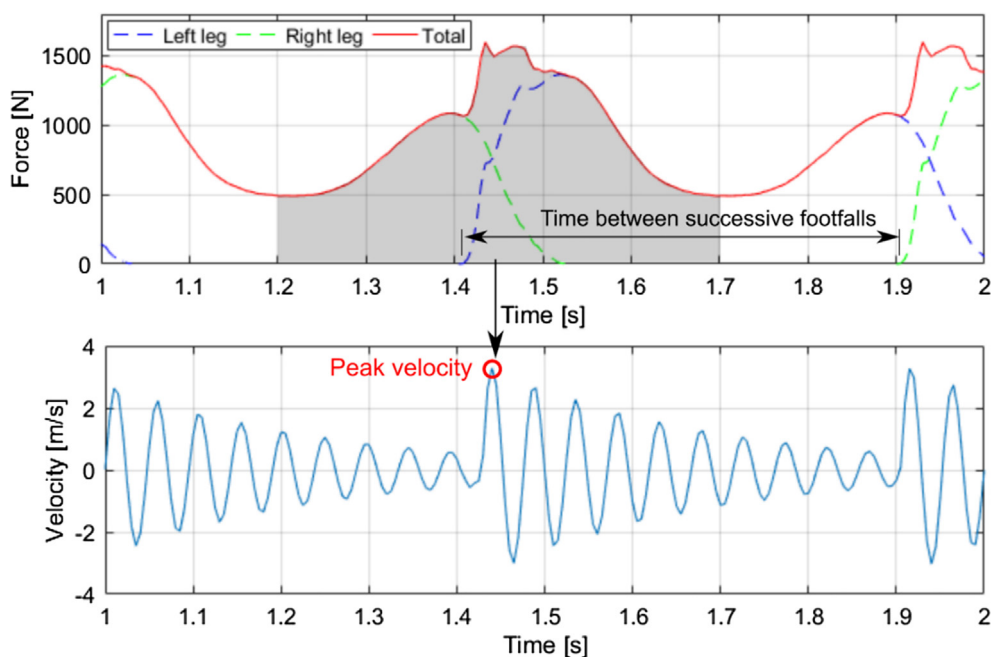 Left leg Right leg Total
1500
1000
500
0
Force [N]
Time between successive footfalls
1 1.1 1.2 1.3 1.4 1.5 1.6 1.7 1.8 1.9 2
Time [s]
4
2
0
-2
-4
Velocity [m/s]
Peak velocity
1 1.1 1.2 1.3 1.4 1.5 1.6 1.7 1.8 1.9 2
Time [s]